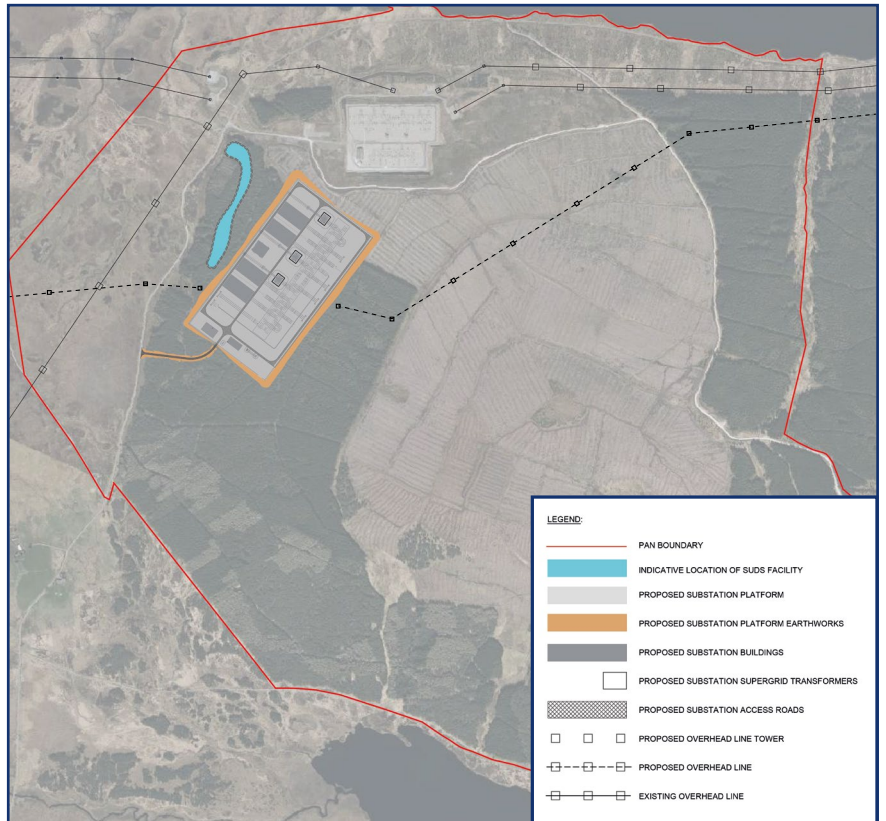 LEGEND:
PAN BOUNDARY
INDICATIVE LOCATION OF SUDS FACILITY
PROPOSED SUBSTATION PLATFORM
PROPOSED SUBSTATION PLATFORM EARTHWORKS
PROPOSED SUBSTATION BUILDINGS
PROPOSED SUBSTATION SUPERGRID TRANSFORMERS
PROPOSED SUBSTATION ACCESS ROADS
PROPOSED OVERHEAD LINE TOWER
PROPOSED OVERHEAD LINE
EXISTING OVERHEAD LINE